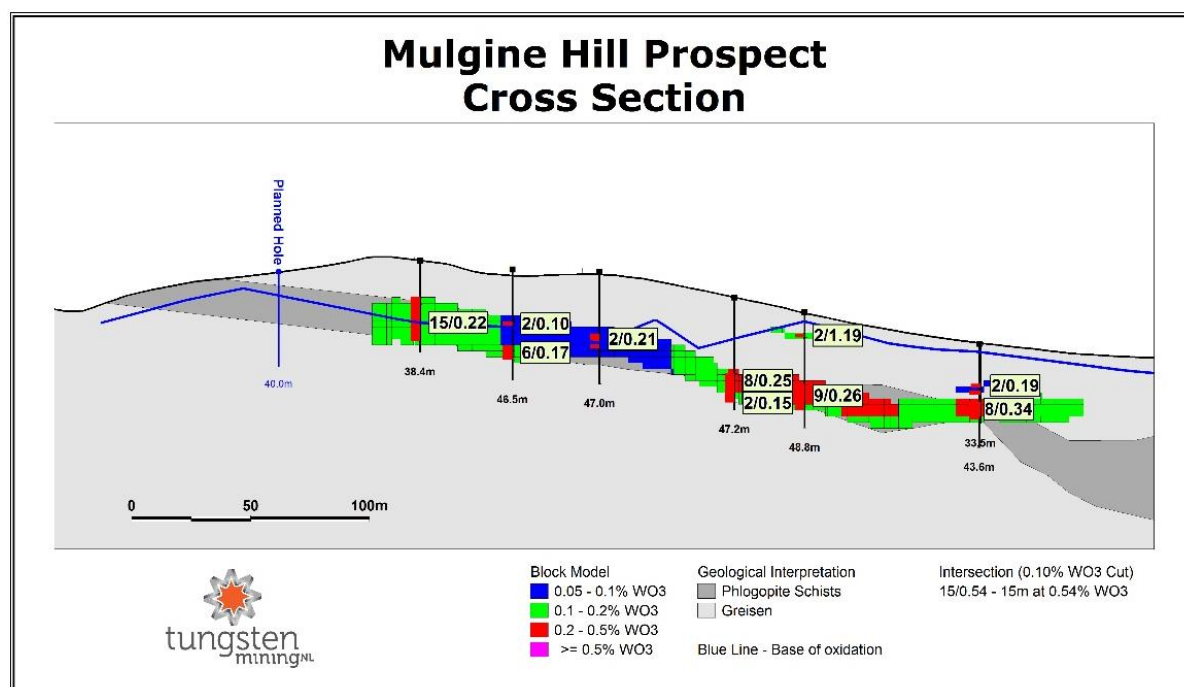 Mulgine Hill Prospect
Cross Section
Planned Hole
15/0.22
2/0.10
2/0.21
2/1.19
6/0.17
8/0.25
2/0.15
9/0.26
2/0.19
8/0.34
40.0m
38.4m
46.5m
47.0m
47.2m
48.8m
33.5m
43.6m
0 50 100m
Block Model
0.05 - 0.1% WO3
0.1 - 0.2% WO3
0.2 - 0.5% WO3
>= 0.5% WO3
Geological Interpretation
Phlogopite Schists
Greisen
Blue Line - Base of oxidation
Intersection (0.10% WO3 Cut)
15/0.54 - 15m at 0.54% WO3
tungsten
miningNL